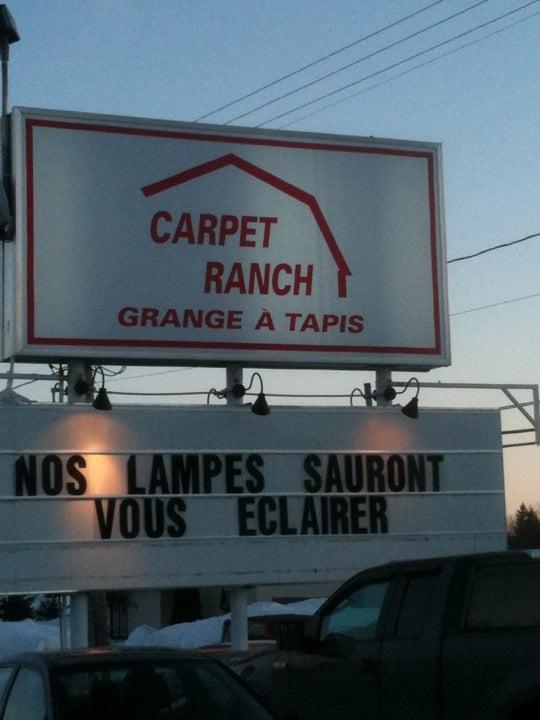 CARPET
RANCH
GRANGE À TAPIS
NOS LAMPES SAURONT
VOUS ECLAIRER